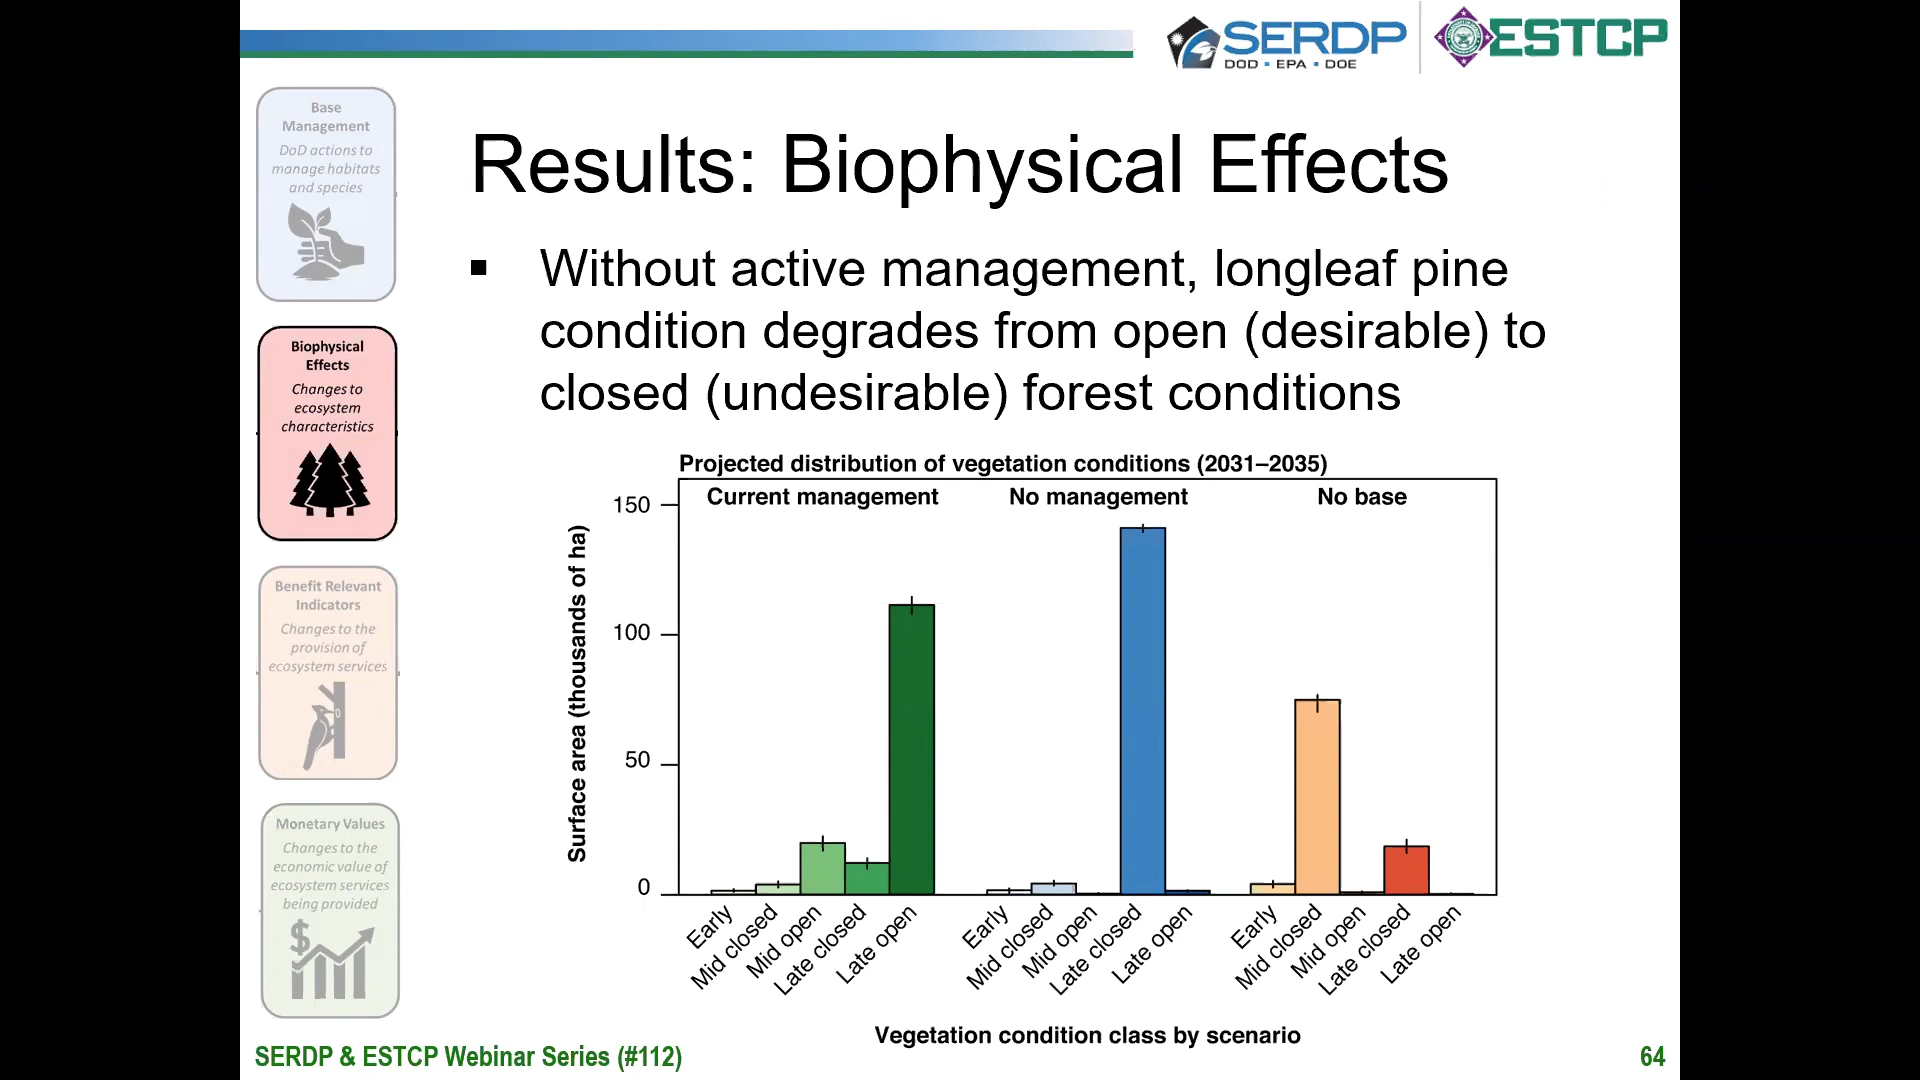 SERDP
DOD • EPA • DOE
ESTCP
Base
Management
DoD actions to
manage habitats
and species
Biophysical
Effects
Changes to
ecosystem
characteristics
Benefit Relevant
Indicators
Changes to the
provision of
ecosystem services
Monetary Values
Changes to the
economic value of
ecosystem services
being provided
$
Results: Biophysical Effects
▪ Without active management, longleaf pine
condition degrades from open (desirable) to
closed (undesirable) forest conditions
Projected distribution of vegetation conditions (2031–2035)
Current management
No management
No base
Surface area (thousands of ha)
150
100
50
0
Early
Mid closed
Mid open
Late closed
Late open
Early
Mid closed
Mid open
Late closed
Late open
Early
Mid closed
Mid open
Late closed
Late open
Vegetation condition class by scenario
SERDP & ESTCP Webinar Series (#112)
64